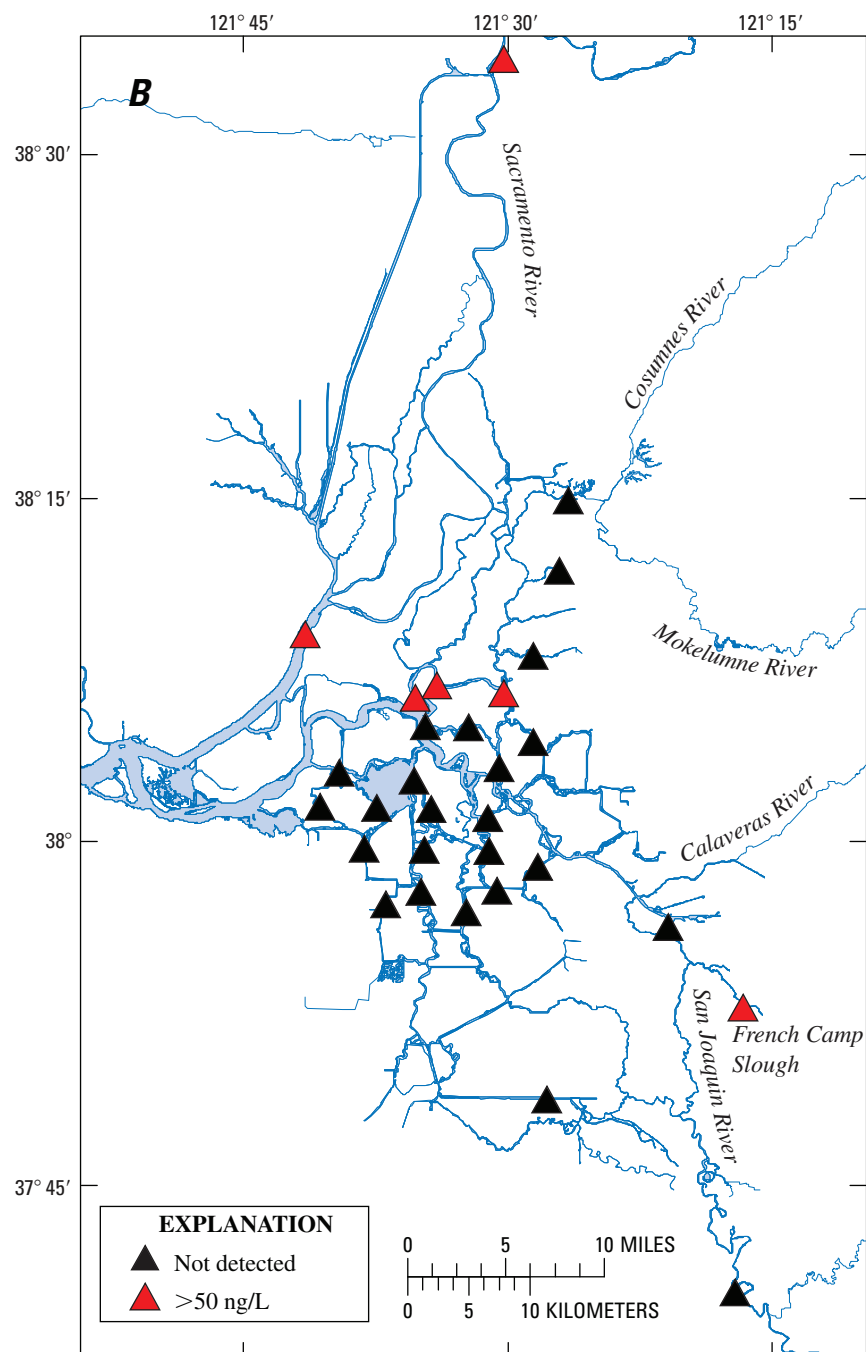 121° 45′ 121° 30′ 121° 15′
B
38° 30′
Sacramento River
Cosumnes River
38° 15′
Mokelumne River
38°
Calaveras River
San Joaquin River
French Camp
Slough
37° 45′
EXPLANATION
Not detected
>50 ng/L
0 5 10 MILES
0 5 10 KILOMETERS